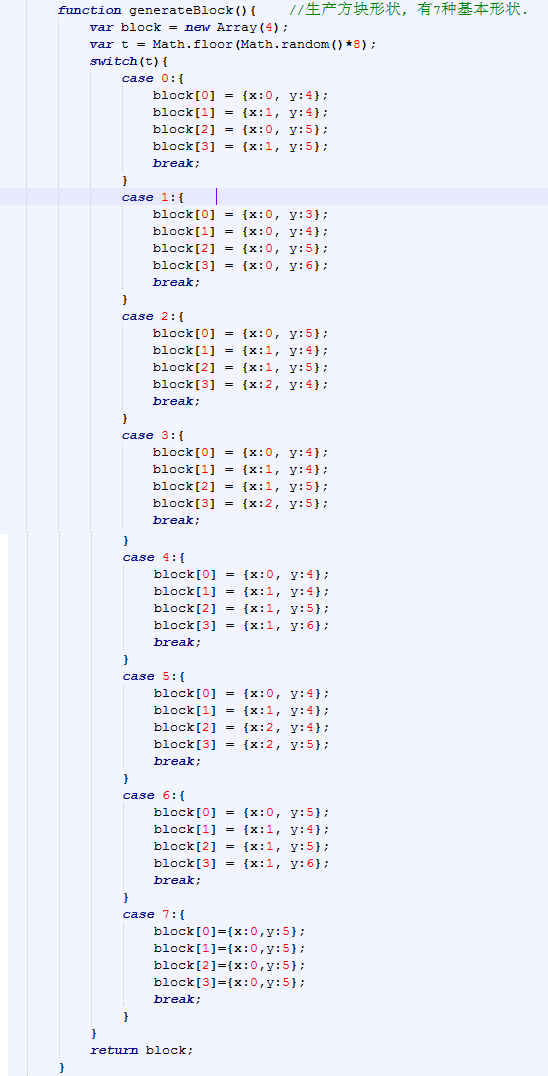 function generateBlock(){    //生产方块形状, 有7种基本形状.
var block = new Array(4);
var t = Math.floor(Math.random()*8);
switch(t){
case 0:{
block[0] = {x:0, y:4};
block[1] = {x:1, y:4};
block[2] = {x:0, y:5};
block[3] = {x:1, y:5};
break;
}
case 1:{
block[0] = {x:0, y:3};
block[1] = {x:0, y:4};
block[2] = {x:0, y:5};
block[3] = {x:0, y:6};
break;
}
case 2:{
block[0] = {x:0, y:5};
block[1] = {x:1, y:4};
block[2] = {x:1, y:5};
block[3] = {x:2, y:4};
break;
}
case 3:{
block[0] = {x:0, y:4};
block[1] = {x:1, y:4};
block[2] = {x:1, y:5};
block[3] = {x:2, y:5};
break;
}
case 4:{
block[0] = {x:0, y:4};
block[1] = {x:1, y:4};
block[2] = {x:1, y:5};
block[3] = {x:1, y:6};
break;
}
case 5:{
block[0] = {x:0, y:4};
block[1] = {x:1, y:4};
block[2] = {x:2, y:4};
block[3] = {x:2, y:5};
break;
}
case 6:{
block[0] = {x:0, y:5};
block[1] = {x:1, y:4};
block[2] = {x:1, y:5};
block[3] = {x:1, y:6};
break;
}
case 7:{
block[0]={x:0,y:5};
block[1]={x:0,y:5};
block[2]={x:0,y:5};
block[3]={x:0,y:5};
break;
}
}
return block;
}